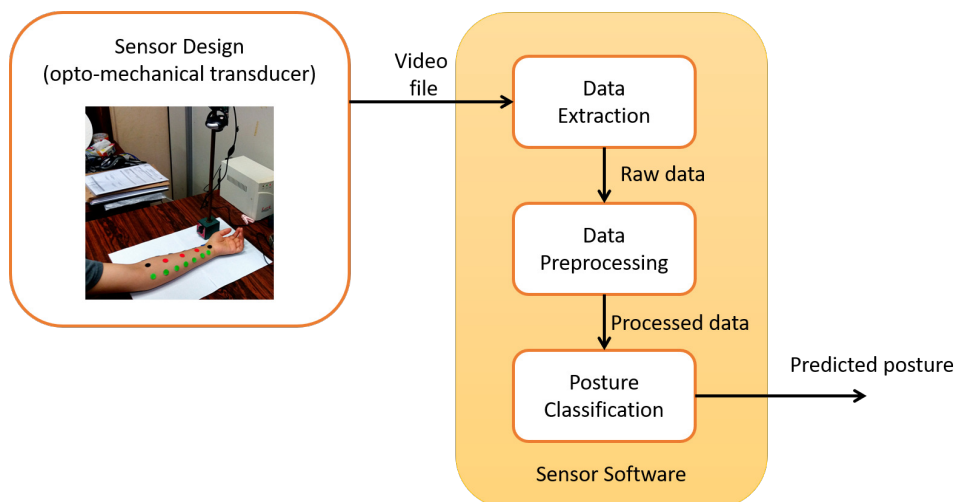 Sensor Design
(opto-mechanical transducer)
Video
file
Data
Extraction
Raw data
Data
Preprocessing
Processed data
Posture
Classification
Predicted posture
Sensor Software